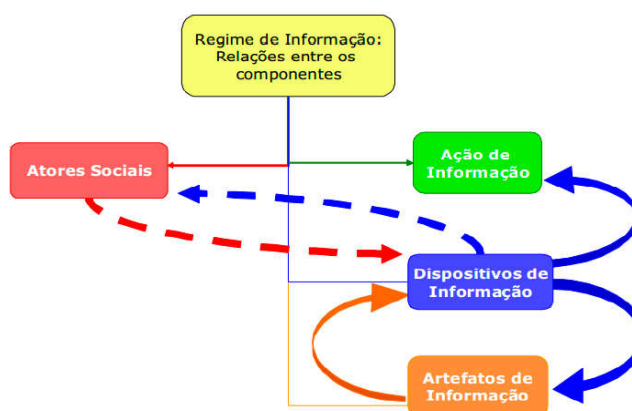 Regime de Informação:
Relações entre os
componentes
Atores Sociais
Ação de
Informação
Dispositivos de
Informação
Artefatos de
Informação